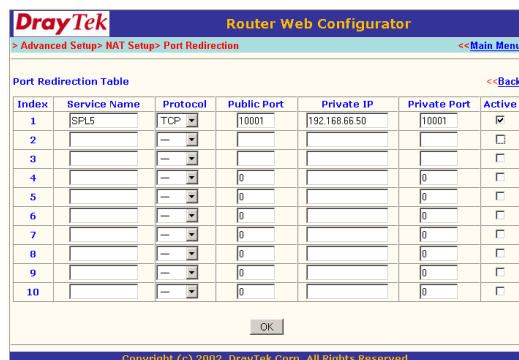 DrayTek Router Web Configurator
> Advanced Setup> NAT Setup> Port Redirection <<Main Menu
Port Redirection Table <<Back
Index Service Name Protocol Public Port Private IP Private Port Active
1 SPL5 TCP 10001 192.168.66.50 10001
2 ---
3 ---
4 --- 0 0
5 --- 0 0
6 --- 0 0
7 --- 0 0
8 --- 0 0
9 --- 0 0
10 --- 0 0
OK
Copyright (c) 2002, DrayTek Corp. All Rights Reserved.